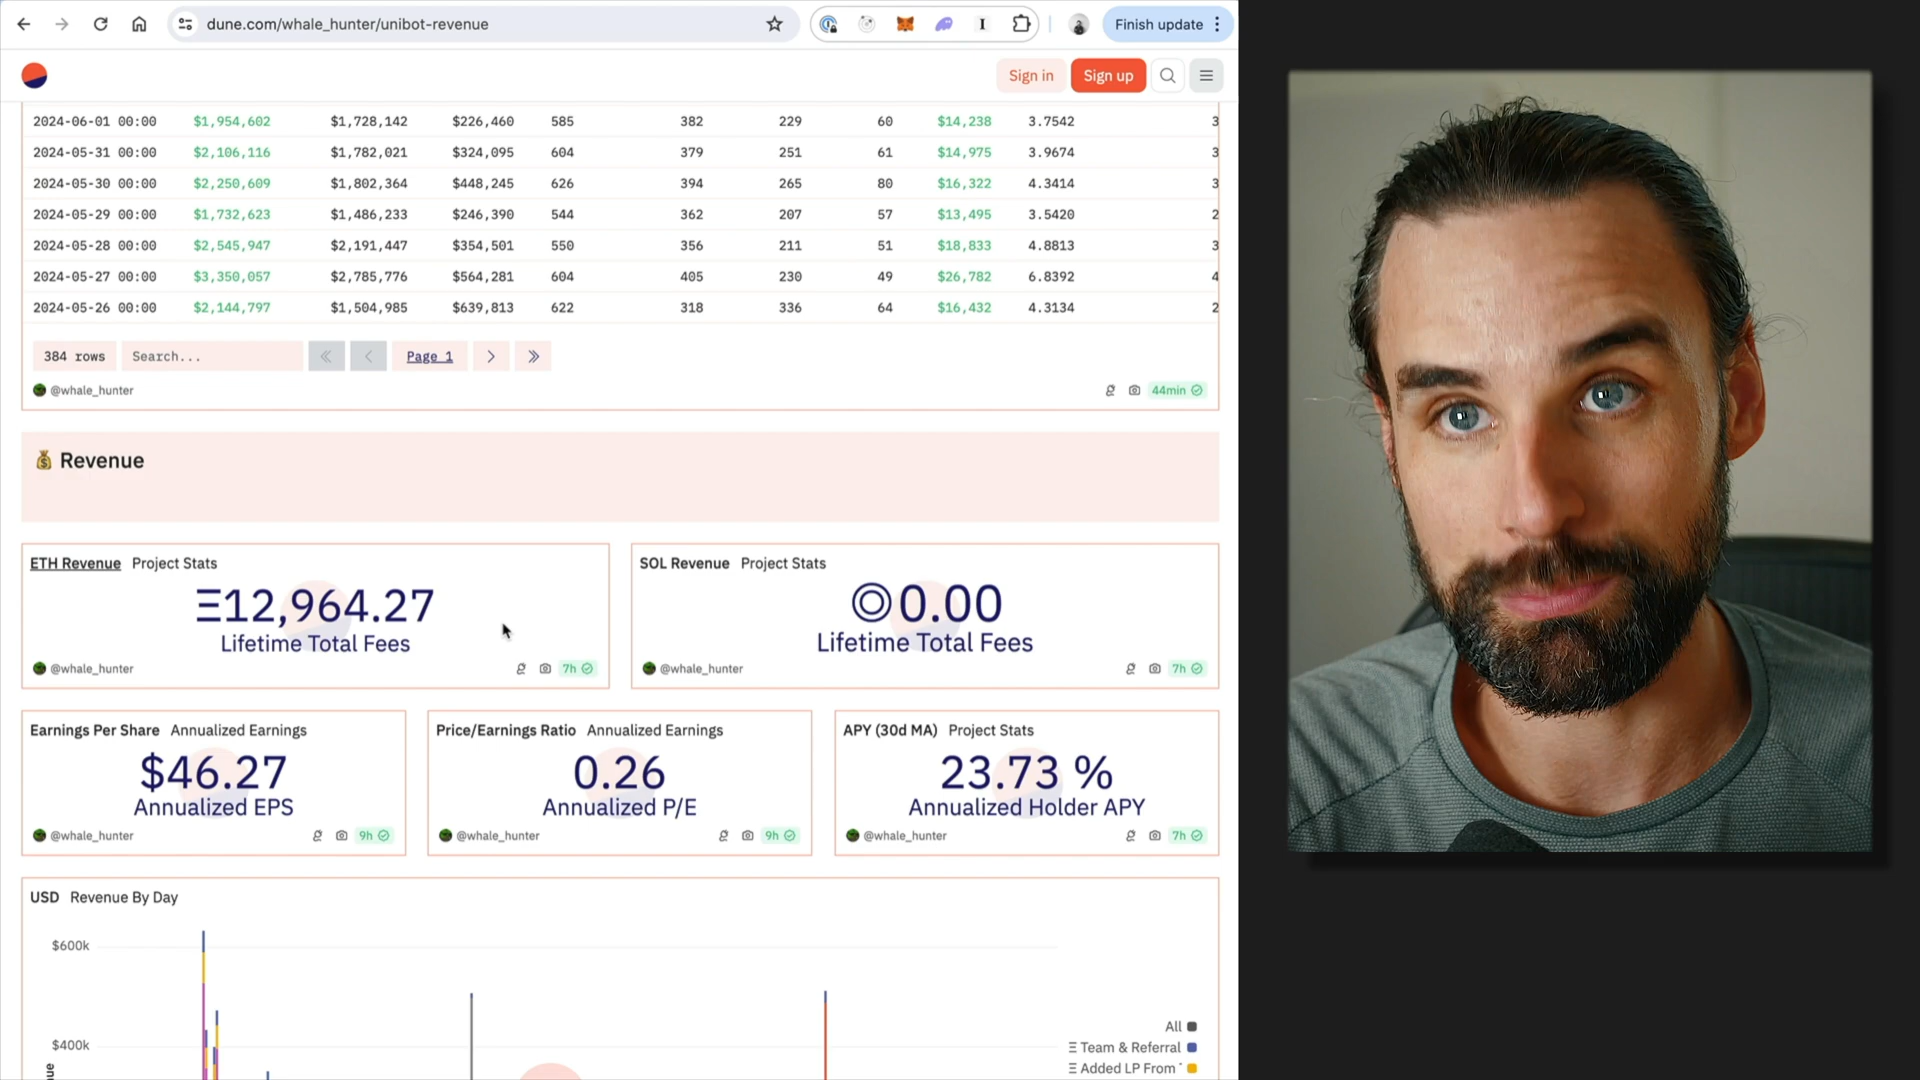 dune.com/whale_hunter/unibot-revenue
Finish update
Sign in
Sign up
2024-06-01 00:00 $1,954,602 $1,728,142 $226,460 585 382 229 60 $14,238 3.7542 3
2024-05-31 00:00 $2,106,116 $1,782,021 $324,095 604 379 251 61 $14,975 3.9674 3
2024-05-30 00:00 $2,250,609 $1,802,364 $448,245 626 394 265 80 $16,322 4.3414 3
2024-05-29 00:00 $1,732,623 $1,486,233 $246,390 544 362 207 57 $13,495 3.5420 2
2024-05-28 00:00 $2,545,947 $2,191,447 $354,501 550 356 211 51 $18,833 4.8813 3
2024-05-27 00:00 $3,350,057 $2,785,776 $564,281 604 405 230 49 $26,782 6.8392 4
2024-05-26 00:00 $2,144,797 $1,504,985 $639,813 622 318 336 64 $16,432 4.3134 2
384 rows Search... Page 1
@whale_hunter 44min
💰 Revenue
ETH Revenue Project Stats
Ξ12,964.27
Lifetime Total Fees
@whale_hunter 7h
SOL Revenue Project Stats
◎0.00
Lifetime Total Fees
@whale_hunter 7h
Earnings Per Share Annualized Earnings
$46.27
Annualized EPS
@whale_hunter 9h
Price/Earnings Ratio Annualized Earnings
0.26
Annualized P/E
@whale_hunter 9h
APY (30d MA) Project Stats
23.73 %
Annualized Holder APY
@whale_hunter 7h
USD Revenue By Day
$600k
$400k
All
Ξ Team & Referral
Ξ Added LP From